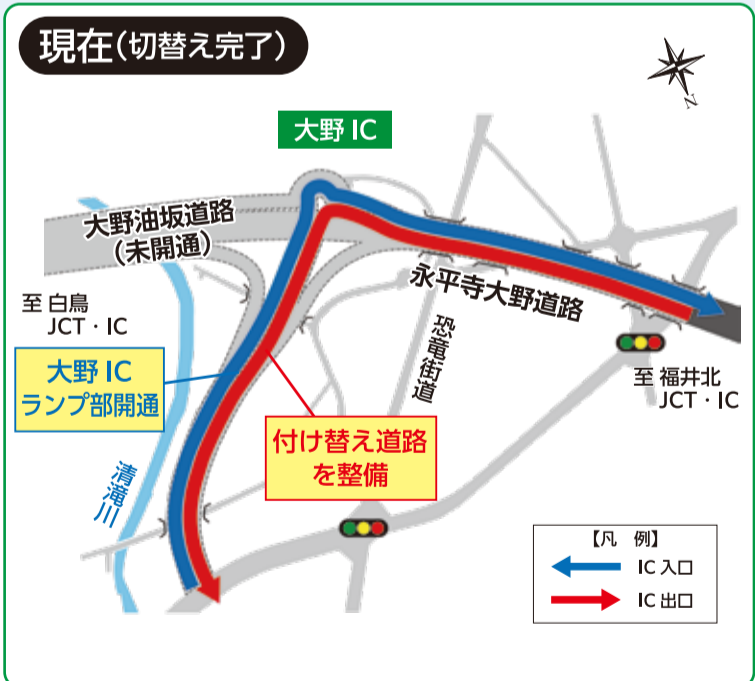 現在(切替え完了)
N
大野 IC
大野油坂道路
(未開通)
永平寺大野道路
至 白鳥
JCT・IC
恐竜街道
至 福井北
JCT・IC
大野 IC
ランプ部開通
付け替え道路
を整備
清滝川
【凡 例】
IC 入口
IC 出口